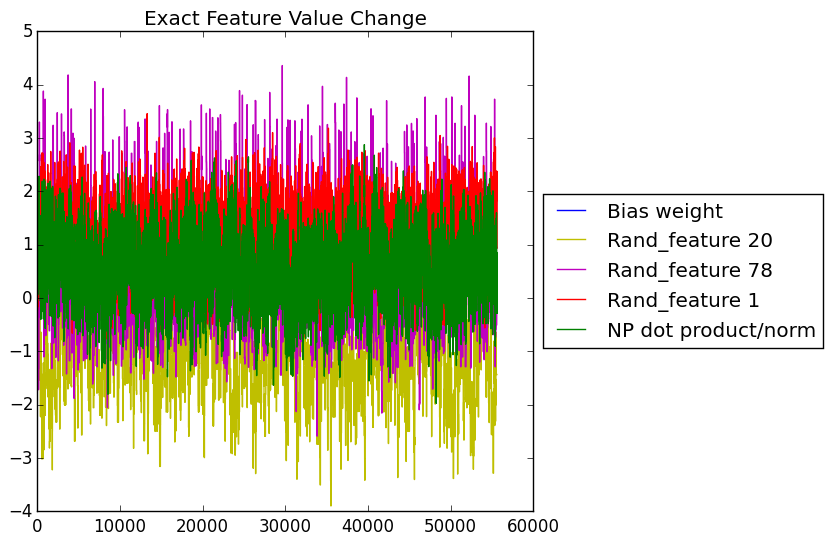 Exact Feature Value Change
5
4
3
2
1
0
−1
−2
−3
−4
0 10000 20000 30000 40000 50000 60000
Bias weight
Rand_feature 20
Rand_feature 78
Rand_feature 1
NP dot product/norm